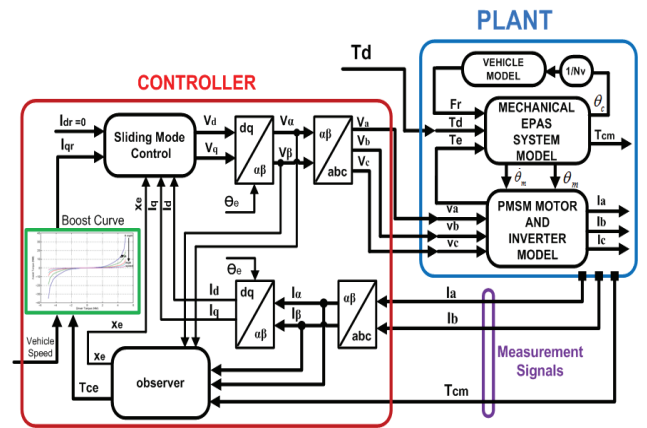 PLANT
CONTROLLER
Td
VEHICLE
MODEL
1/Nv
θc
Fr
Td
Te
MECHANICAL
EPAS
SYSTEM
MODEL
Tcm
θ̇m
θm
PMSM MOTOR
AND
INVERTER
MODEL
va
vb
vc
Ia
Ib
Ic
Idr =0
Iqr
Sliding Mode
Control
Vd
Vq
dq
αβ
Vα
Vβ
αβ
abc
Va
Vb
Vc
θe
xe
Iq
Id
Boost Curve
θe
Id
Iq
dq
αβ
Iα
Iβ
αβ
abc
Ia
Ib
Measurement
Signals
Vehicle
Speed
xe
xe
Tce
observer
Tcm